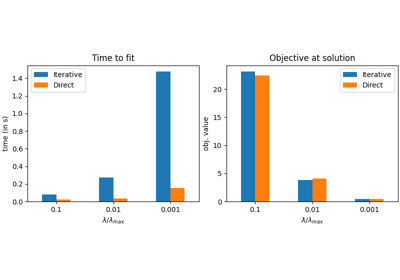 Time to fit
Iterative
Direct
time (in s)
1.4
1.2
1.0
0.8
0.6
0.4
0.2
0.0
0.1
0.01
0.001
λ/λmax
Objective at solution
Iterative
Direct
obj. value
20
15
10
5
0
0.1
0.01
0.001
λ/λmax